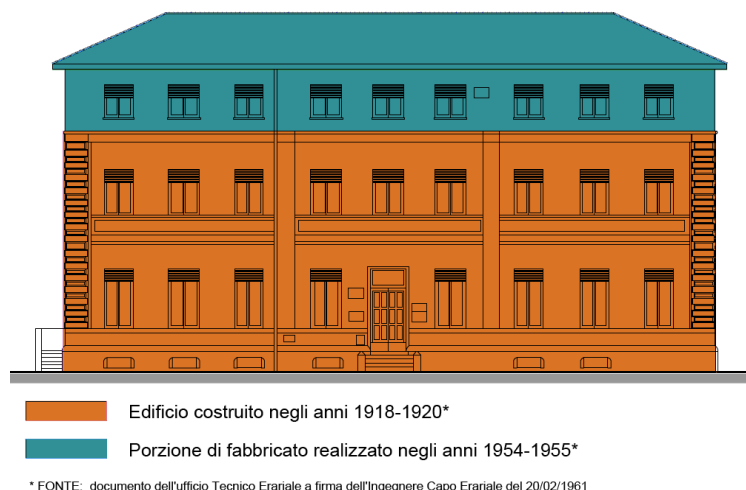 Edificio costruito negli anni 1918-1920*
Porzione di fabbricato realizzato negli anni 1954-1955*
* FONTE: documento dell'ufficio Tecnico Erariale a firma dell'Ingegnere Capo Erariale del 20/02/1961